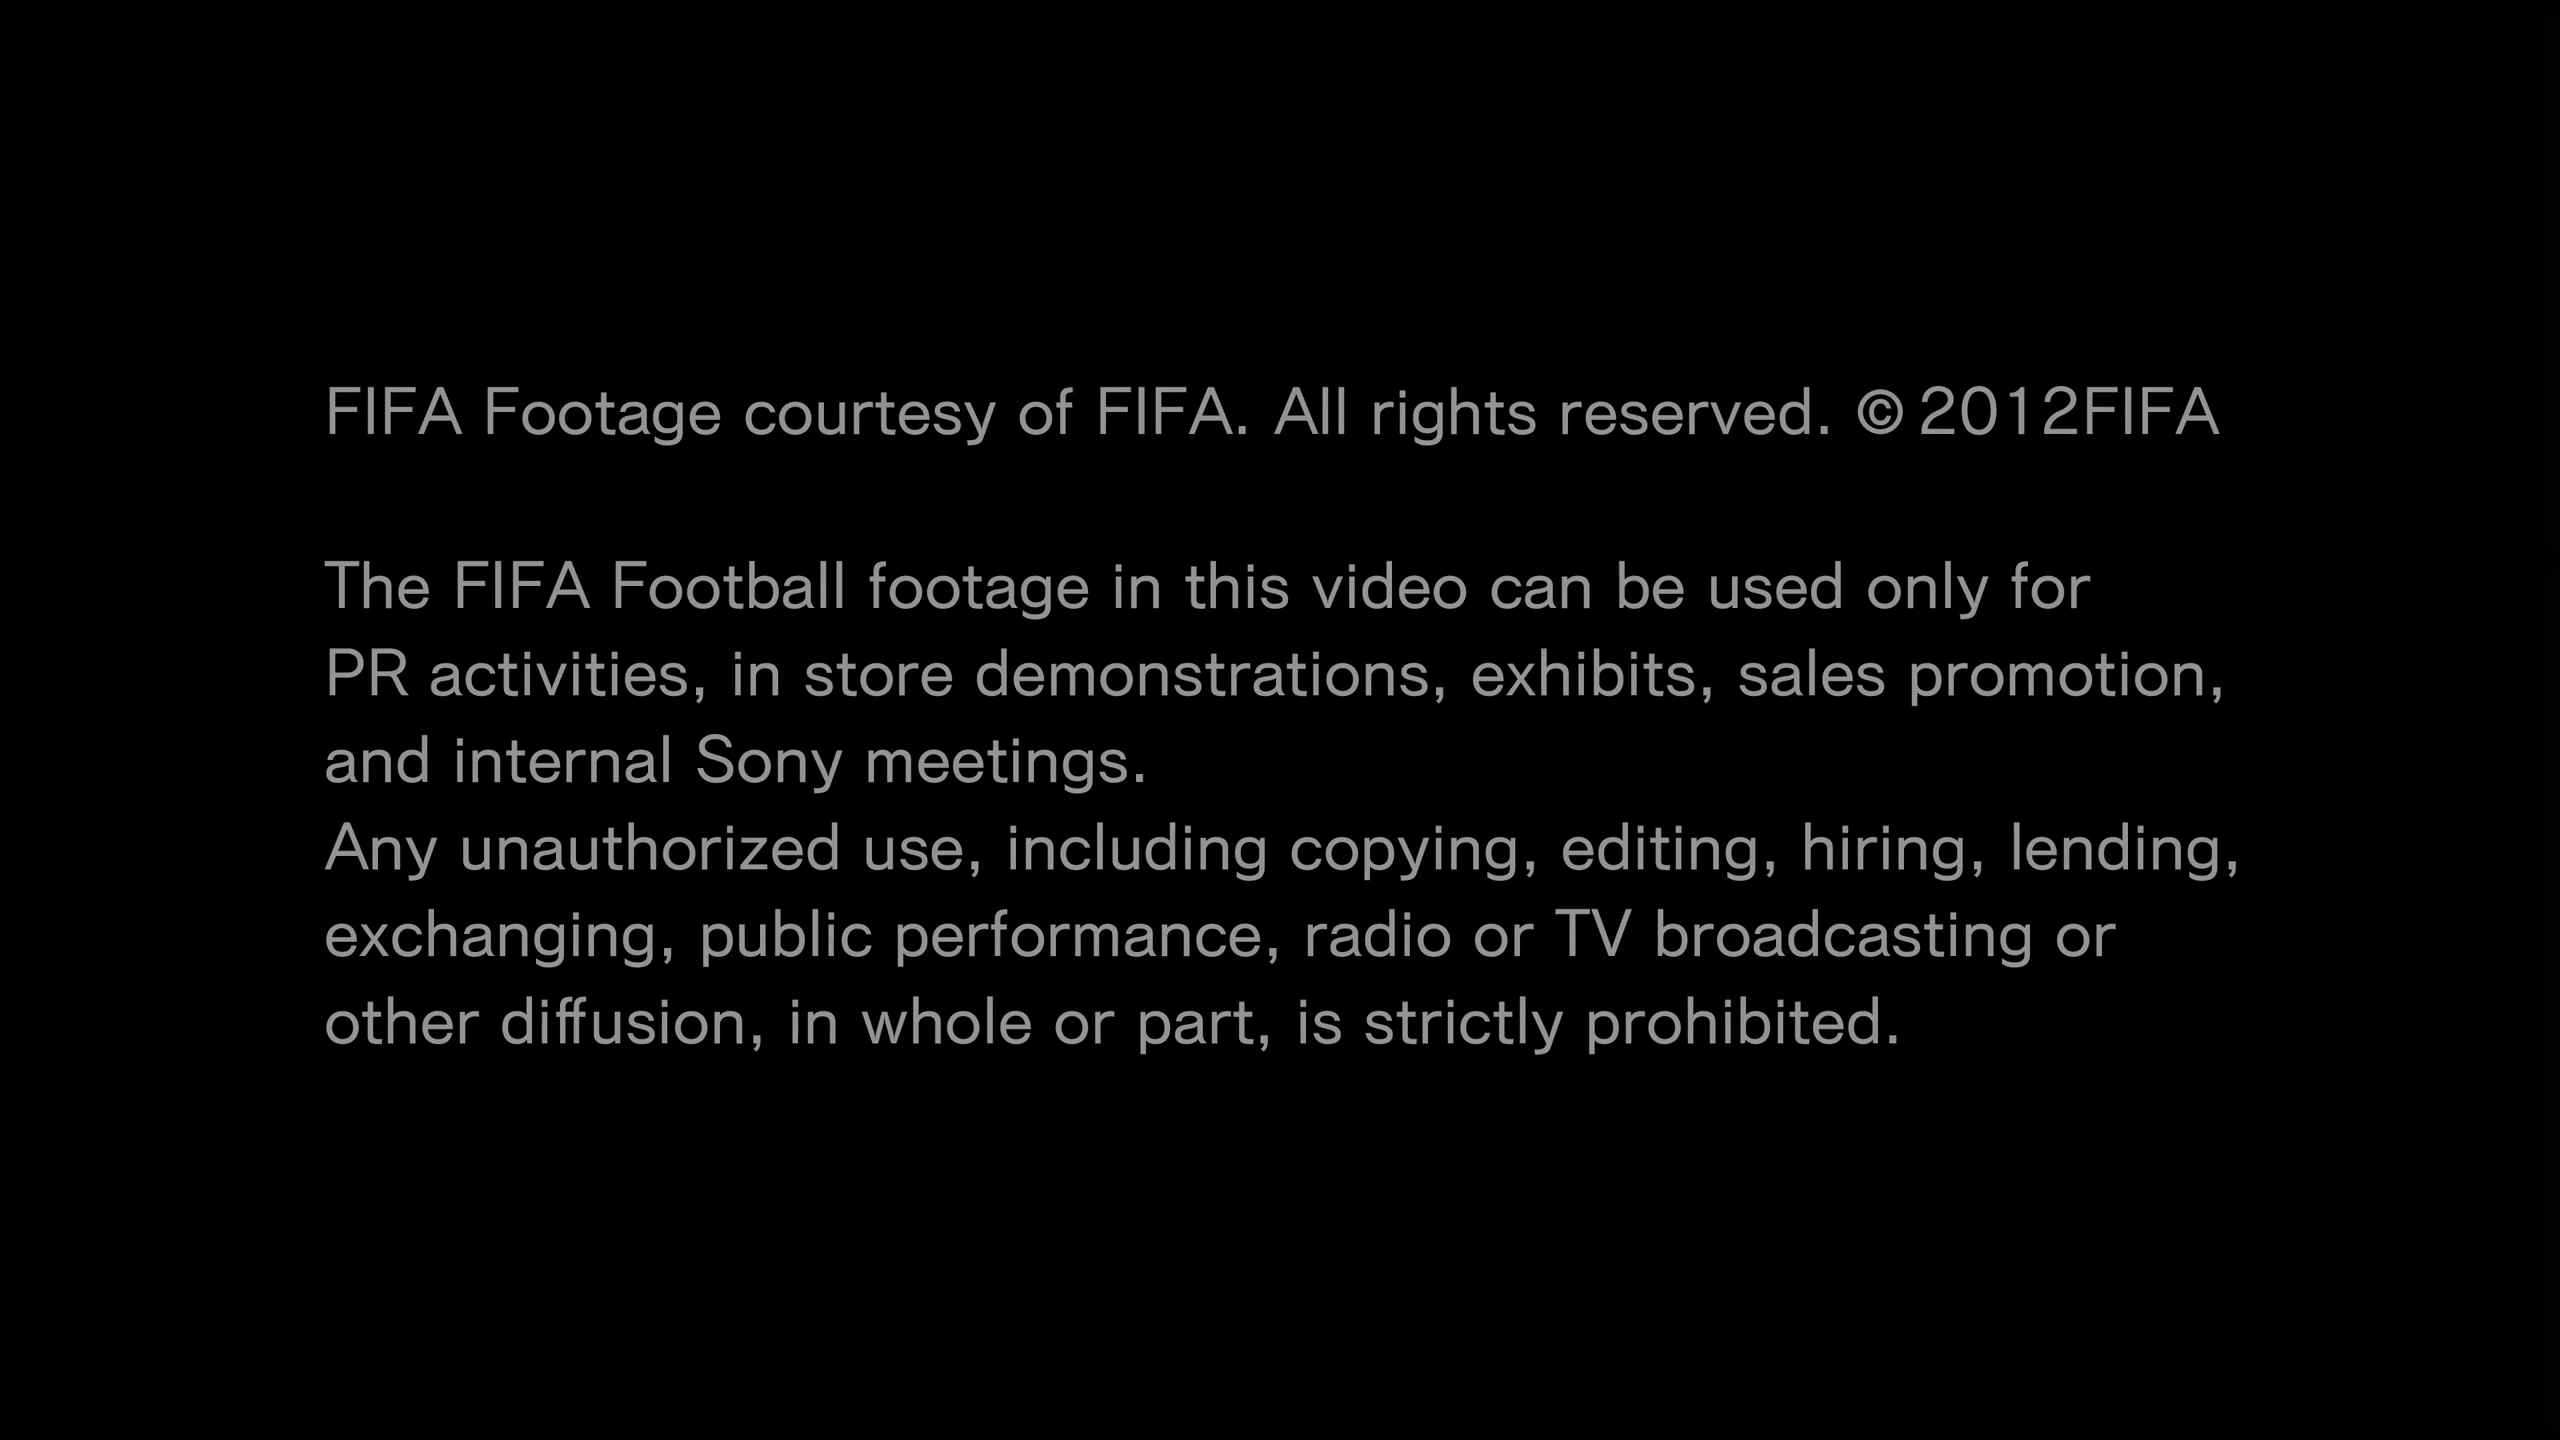 FIFA Footage courtesy of FIFA. All rights reserved. © 2012FIFA
The FIFA Football footage in this video can be used only for
PR activities, in store demonstrations, exhibits, sales promotion,
and internal Sony meetings.
Any unauthorized use, including copying, editing, hiring, lending,
exchanging, public performance, radio or TV broadcasting or
other diffusion, in whole or part, is strictly prohibited.